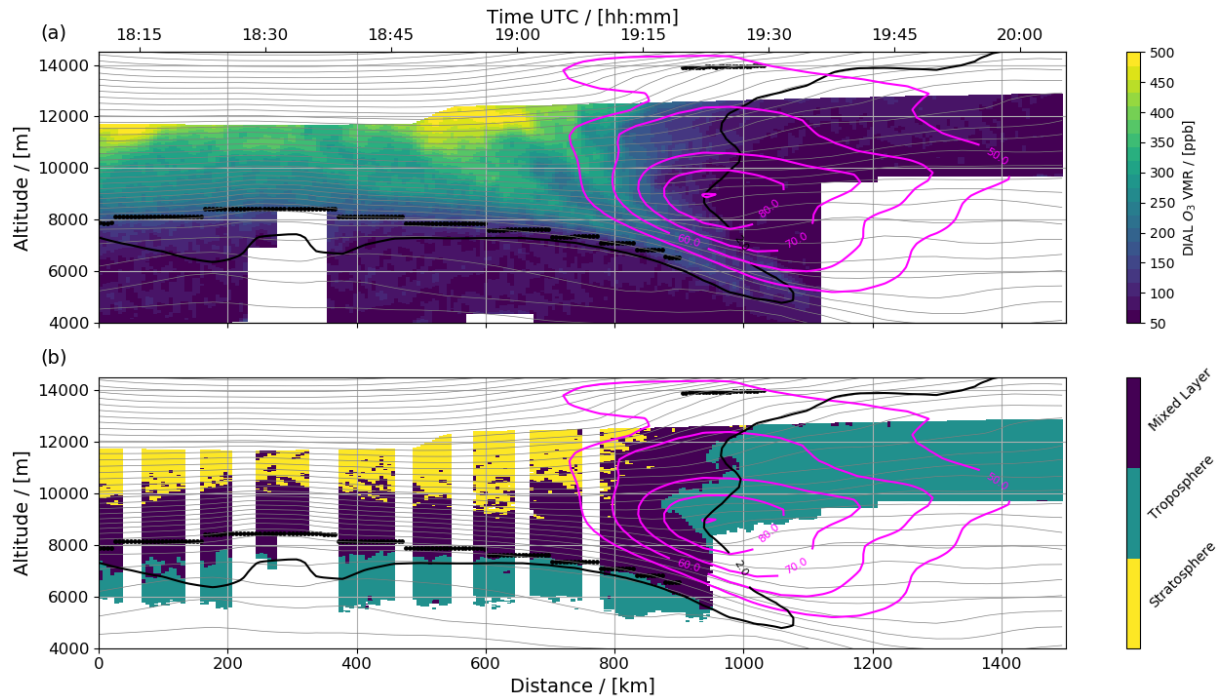 Time UTC / [hh:mm]
(a)
18:15 18:30 18:45 19:00 19:15 19:30 19:45 20:00
14000
12000
10000
8000
6000
4000
Altitude / [m]
50.0
80.0
60.0
70.0
2.0
500
450
400
350
300
250
200
150
100
50
DIAL O3 VMR / [ppb]
(b)
14000
12000
10000
8000
6000
4000
Altitude / [m]
50.0
80.0
60.0
70.0
2.0
0 200 400 600 800 1000 1200 1400
Distance / [km]
Mixed Layer
Troposphere
Stratosphere